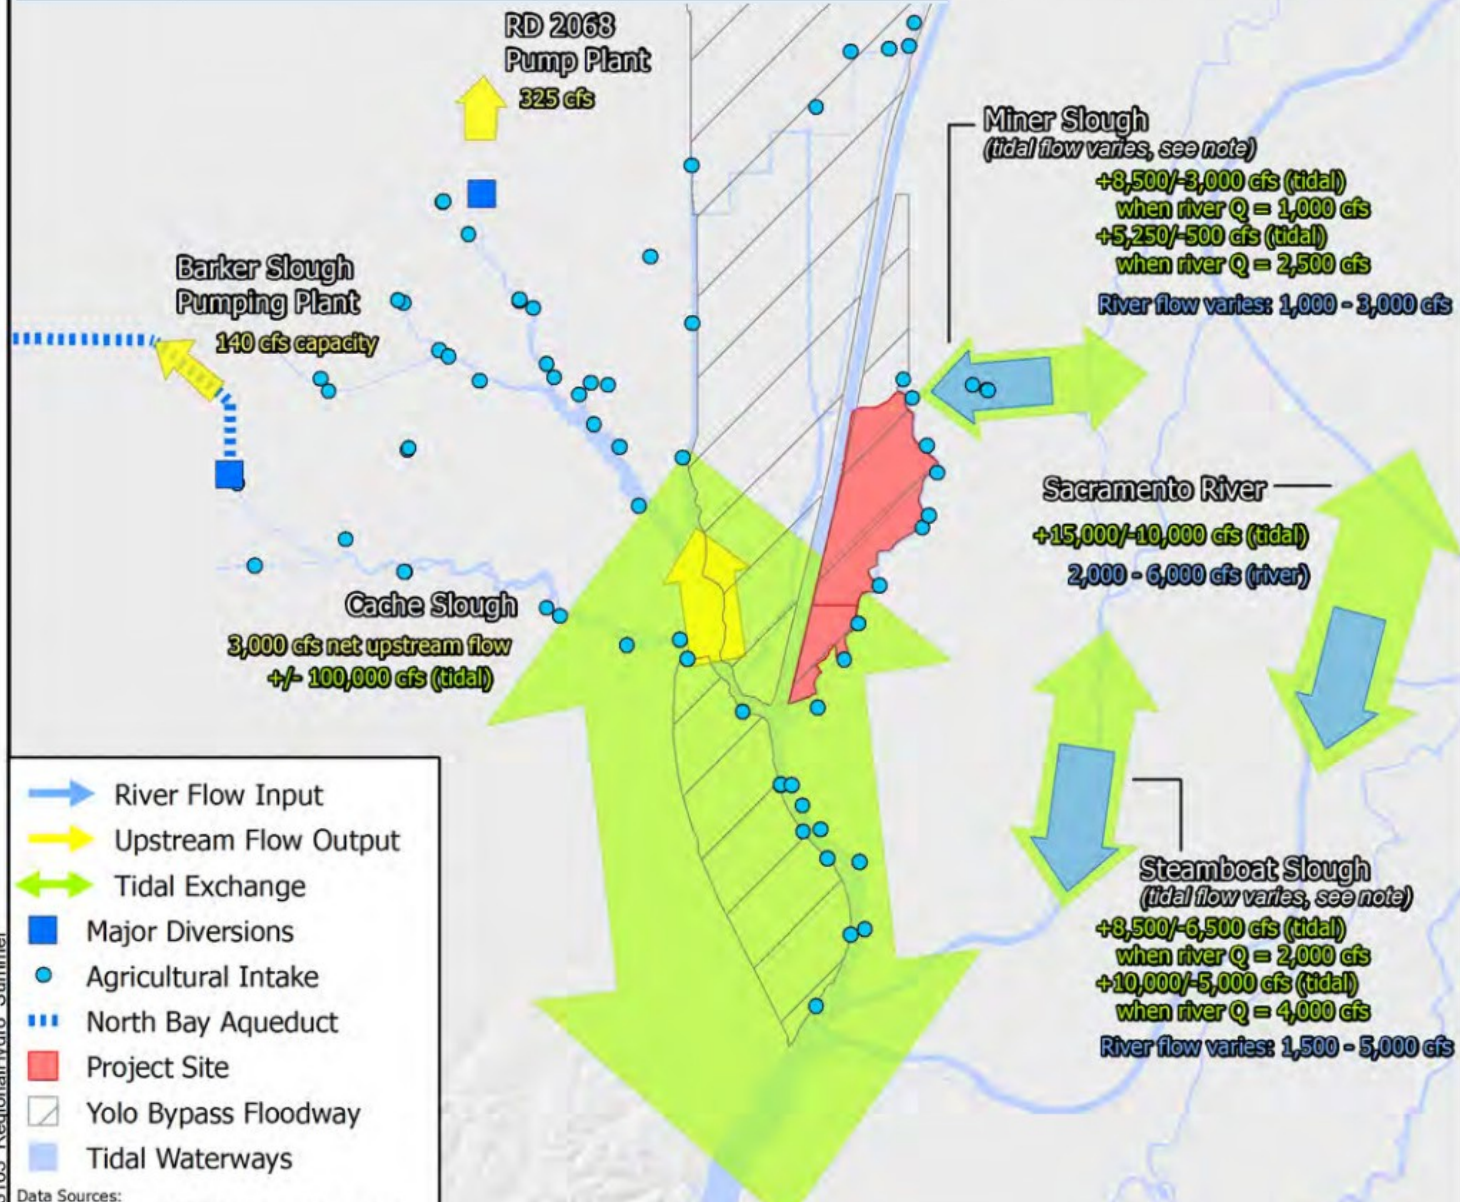 RD 2068
Pump Plant
325 cfs
Miner Slough
(tidal flow varies, see note)
+8,500/-3,000 cfs (tidal)
when river Q = 1,000 cfs
+5,250/-500 cfs (tidal)
when river Q = 2,500 cfs
River flow varies: 1,000 - 3,000 cfs
Barker Slough
Pumping Plant
140 cfs capacity
Sacramento River
+15,000/-10,000 cfs (tidal)
2,000 - 6,000 cfs (river)
Cache Slough
3,000 cfs net upstream flow
+/- 100,000 cfs (tidal)
Steamboat Slough
(tidal flow varies, see note)
+8,500/-6,500 cfs (tidal)
when river Q = 2,000 cfs
+10,000/-5,000 cfs (tidal)
when river Q = 4,000 cfs
River flow varies: 1,500 - 5,000 cfs
River Flow Input
Upstream Flow Output
Tidal Exchange
Major Diversions
Agricultural Intake
North Bay Aqueduct
Project Site
Yolo Bypass Floodway
Tidal Waterways
Data Sources: